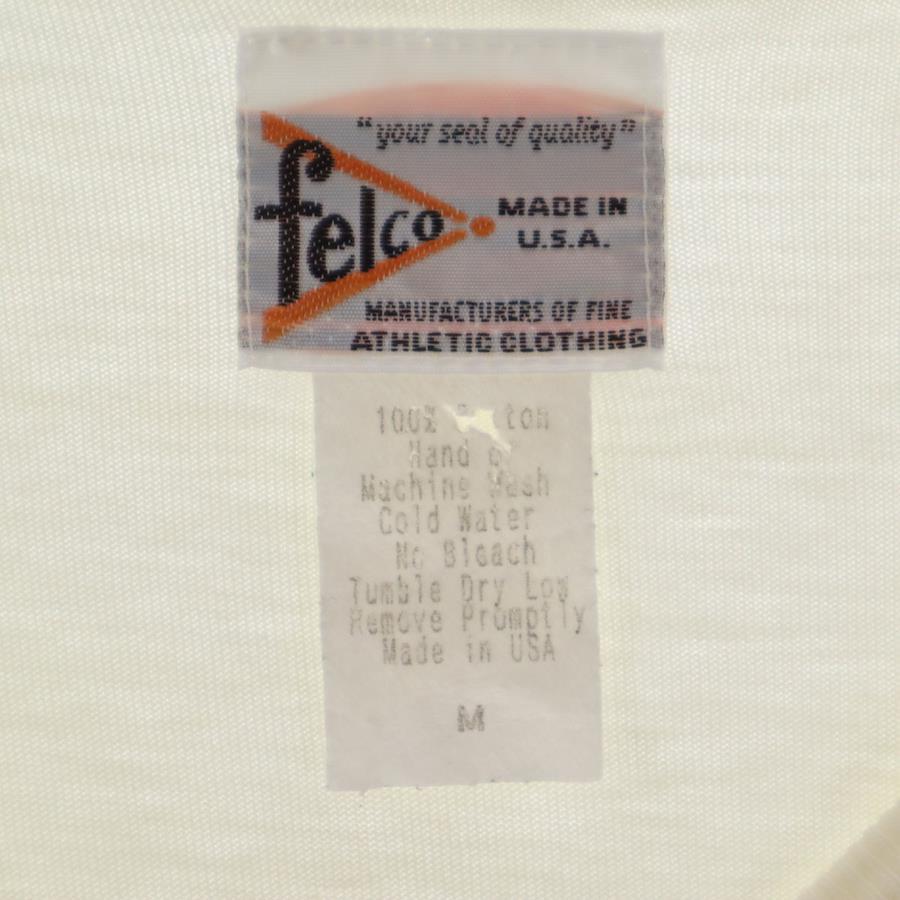 "your seal of quality"
felco
MADE IN
U.S.A.
MANUFACTURERS OF FINE
ATHLETIC CLOTHING
100%
Hand or
Machine Wash
Cold Water
No Bleach
Tumble Dry Low
Remove Promptly
Made in USA
M